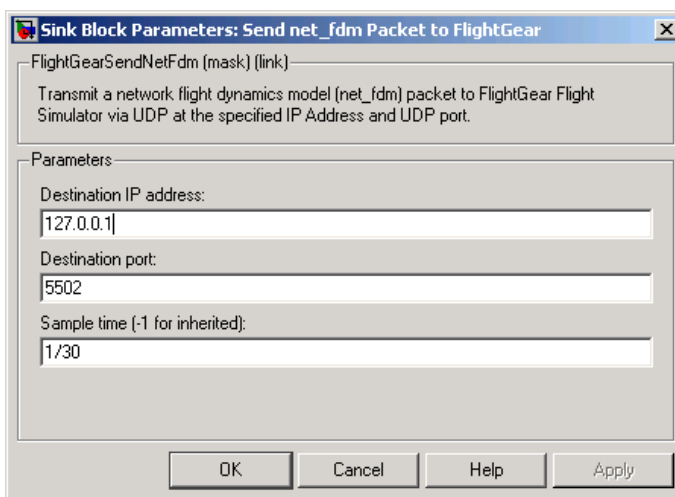 Sink Block Parameters: Send net_fdm Packet to FlightGear
FlightGearSendNetFdm (mask) (link)
Transmit a network flight dynamics model (net_fdm) packet to FlightGear Flight
Simulator via UDP at the specified IP Address and UDP port.
Parameters
Destination IP address:
127.0.0.1
Destination port:
5502
Sample time (-1 for inherited):
1/30
OK Cancel Help Apply